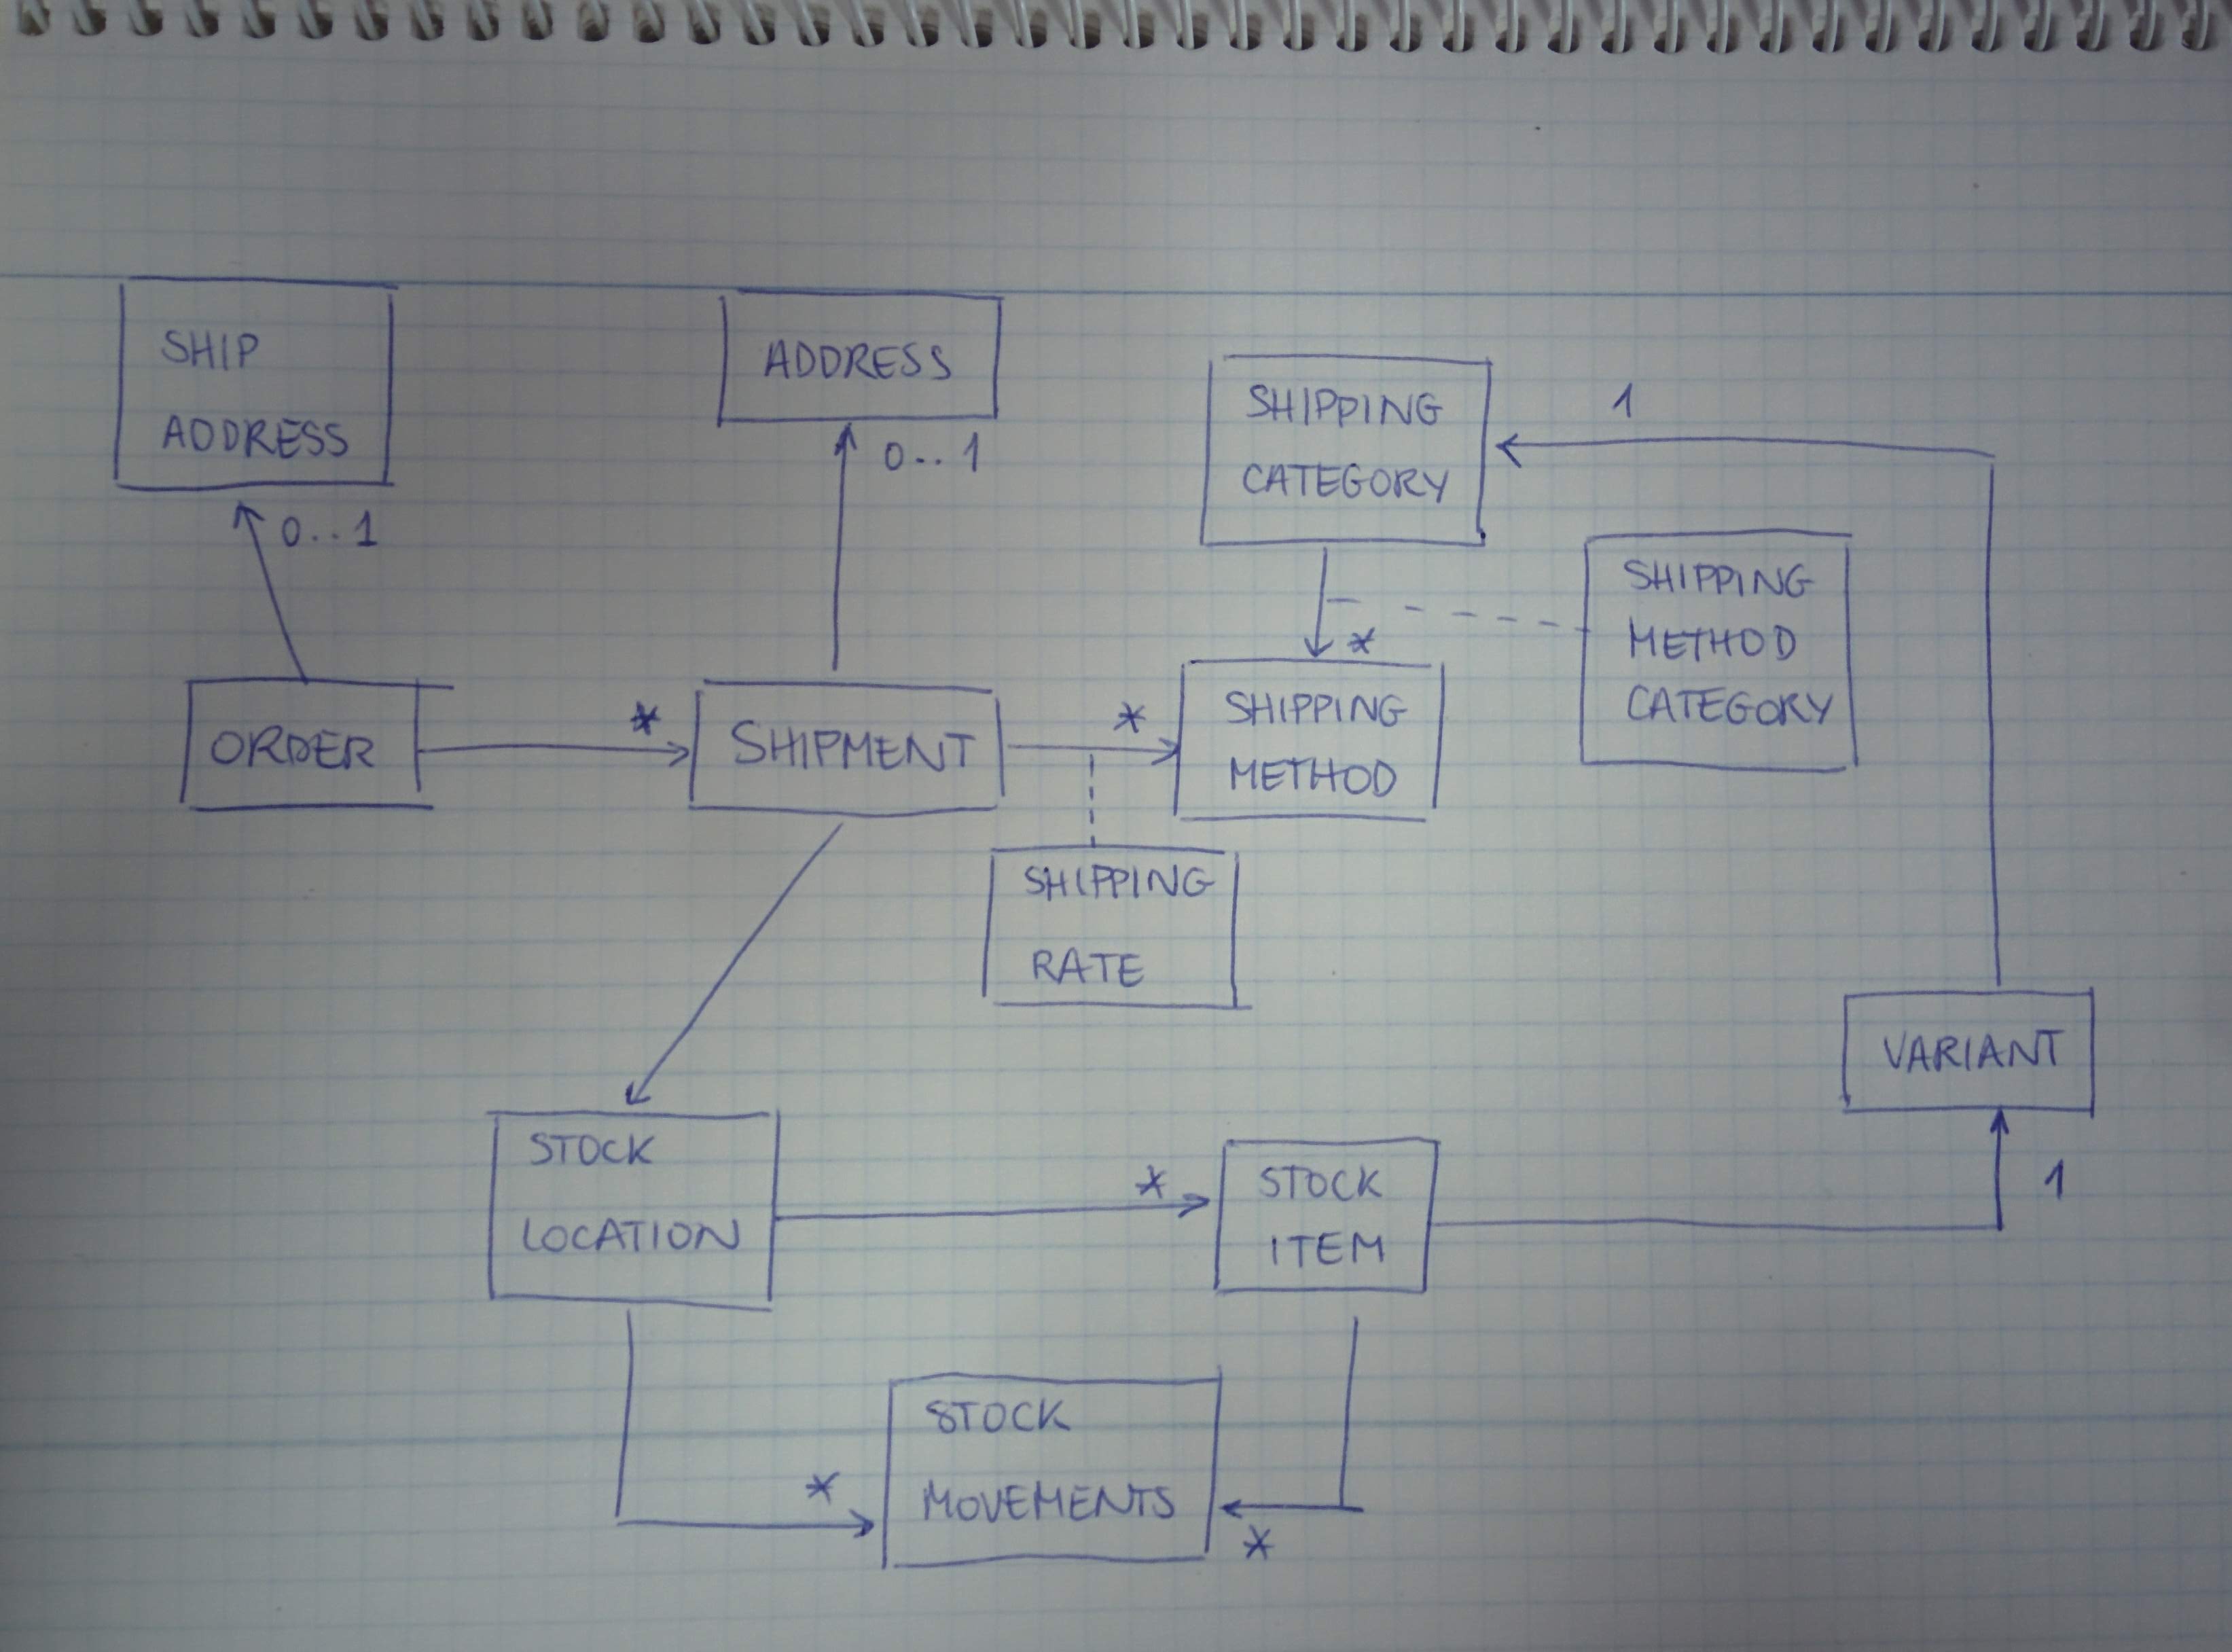 SHIP
ADDRESS
0..1
ADDRESS
0..1
SHIPPING
CATEGORY
1
SHIPPING
METHOD
CATEGORY
*
ORDER
*
SHIPMENT
*
SHIPPING
METHOD
SHIPPING
RATE
VARIANT
1
STOCK
LOCATION
*
STOCK
ITEM
*
STOCK
MOVEMENTS
*